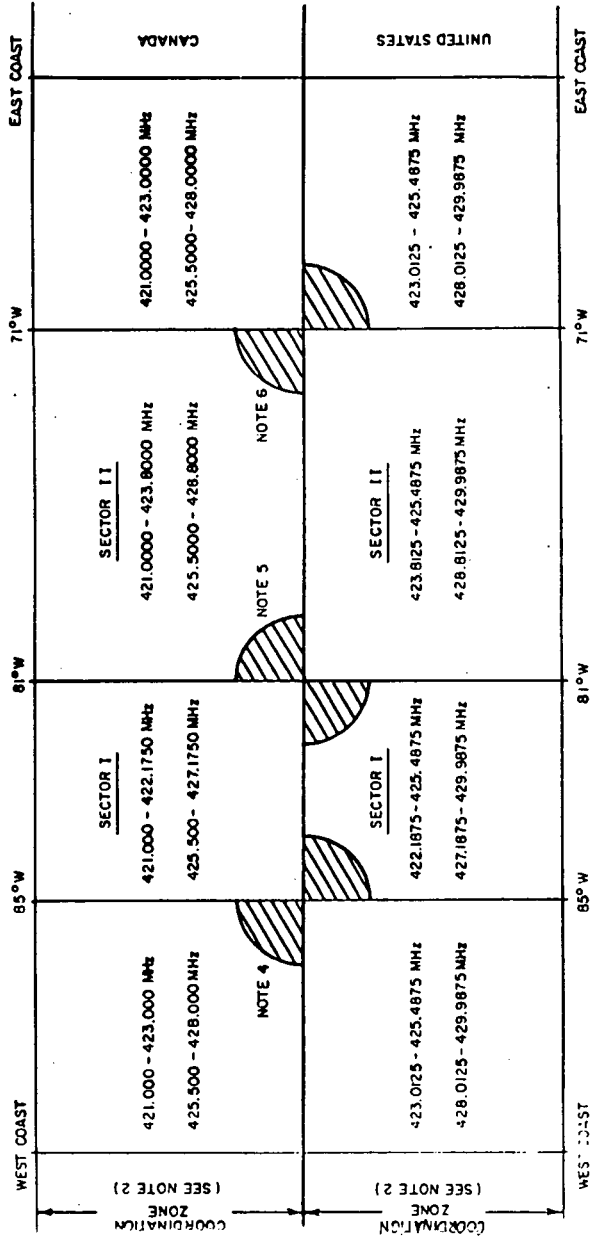 WEST COAST
85°W
81°W
71°W
EAST COAST
COORDINATION
ZONE
(SEE NOTE 2)
421.000-423.000 MHz
425.500-428.000 MHz
NOTE 4
SECTOR I
421.000-422.1750 MHz
425.500-427.1750 MHz
SECTOR II
421.0000-423.8000 MHz
425.5000-428.8000 MHz
NOTE 5
NOTE 6
421.0000-423.0000 MHz
425.5000-428.0000 MHz
CANADA
COORDINATION
ZONE
(SEE NOTE 2)
423.0125-425.4875 MHz
428.0125-429.9875 MHz
SECTOR I
422.1875-425.4875 MHz
427.1875-429.9875 MHz
SECTOR II
423.8125-425.4875 MHz
428.8125-429.9875 MHz
423.0125 - 425.4875 MHz
428.0125 - 429.9875 MHz
UNITED STATES
WEST COAST
85°W
81°W
71°W
EAST COAST